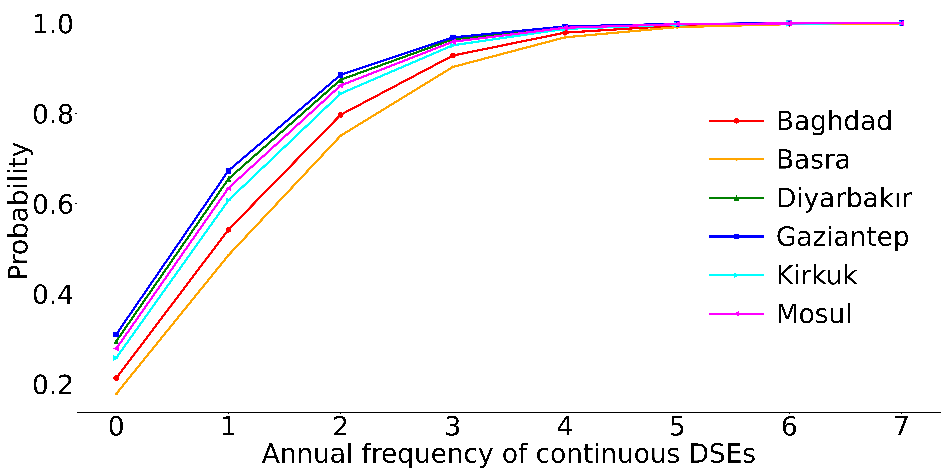 1.0
0.8
0.6
0.4
0.2
Probability
Baghdad
Basra
Diyarbakır
Gaziantep
Kirkuk
Mosul
0 1 2 3 4 5 6 7
Annual frequency of continuous DSEs